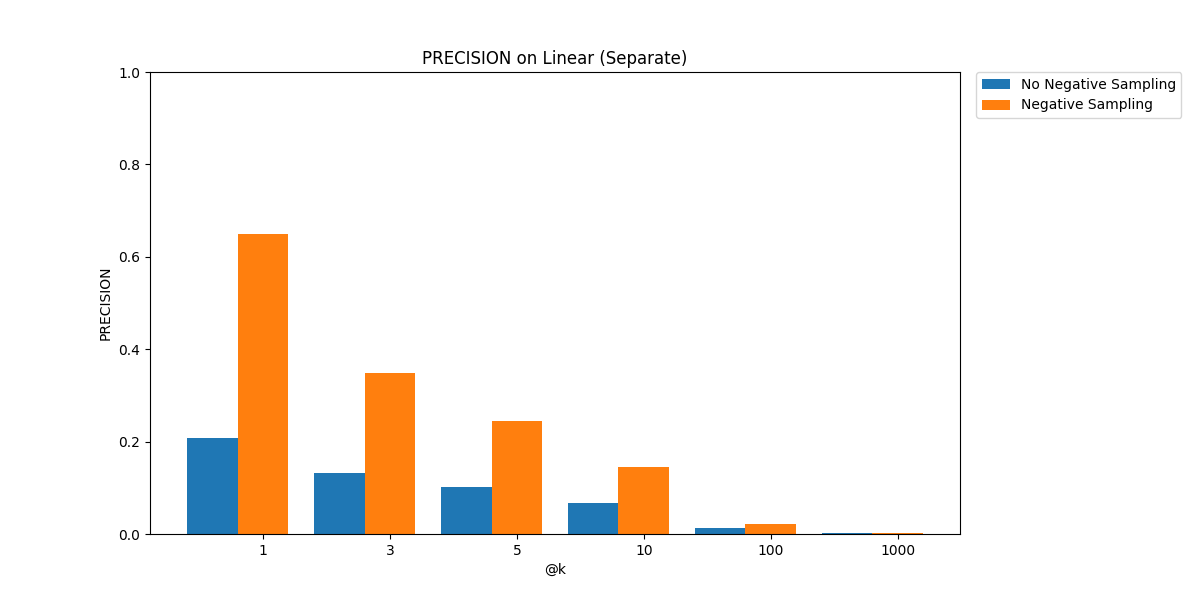 PRECISION on Linear (Separate)
No Negative Sampling
Negative Sampling
PRECISION
1.0
0.8
0.6
0.4
0.2
0.0
1 3 5 10 100 1000
@k